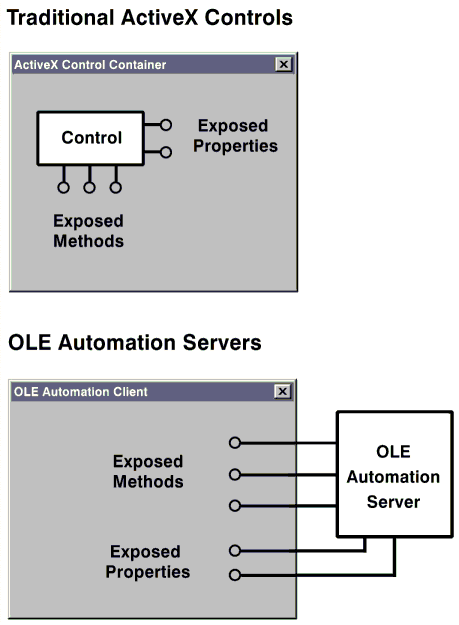 Traditional ActiveX Controls
ActiveX Control Container
Control
Exposed
Properties
Exposed
Methods
OLE Automation Servers
OLE Automation Client
Exposed
Methods
OLE
Automation
Server
Exposed
Properties